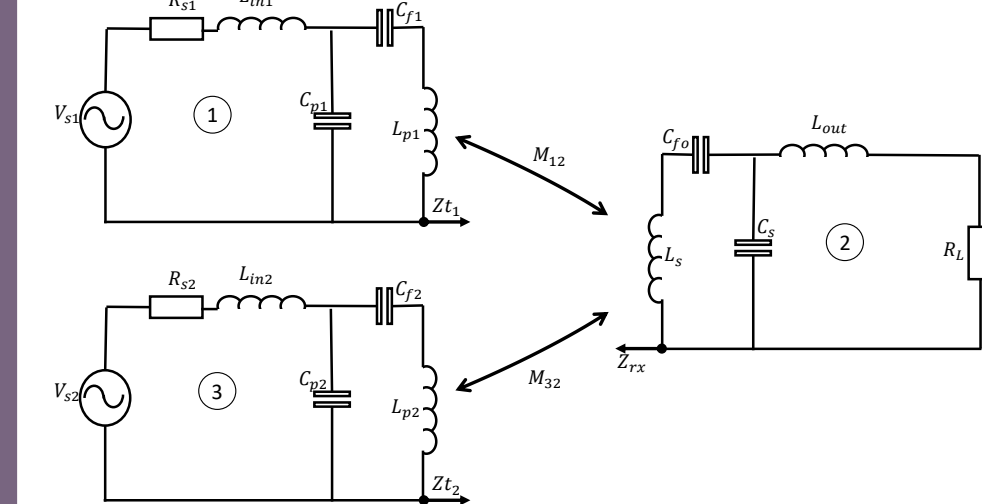 R_{s1}
L_{in1}
C_{f1}
V_{s1}
1
C_{p1}
L_{p1}
Zt_1
M_{12}
C_{fo}
L_{out}
L_s
C_s
2
R_L
Z_{rx}
R_{s2}
L_{in2}
C_{f2}
V_{s2}
3
C_{p2}
L_{p2}
Zt_2
M_{32}